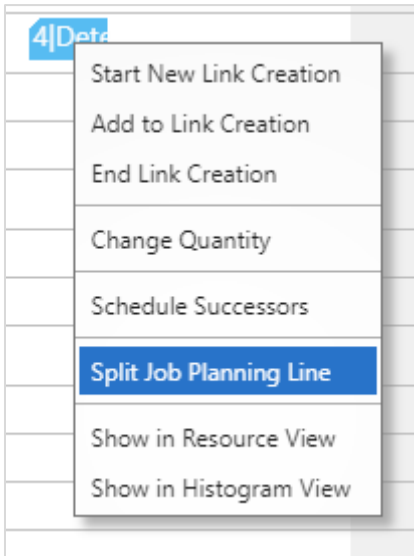 4|Dete
Start New Link Creation
Add to Link Creation
End Link Creation
Change Quantity
Schedule Successors
Split Job Planning Line
Show in Resource View
Show in Histogram View